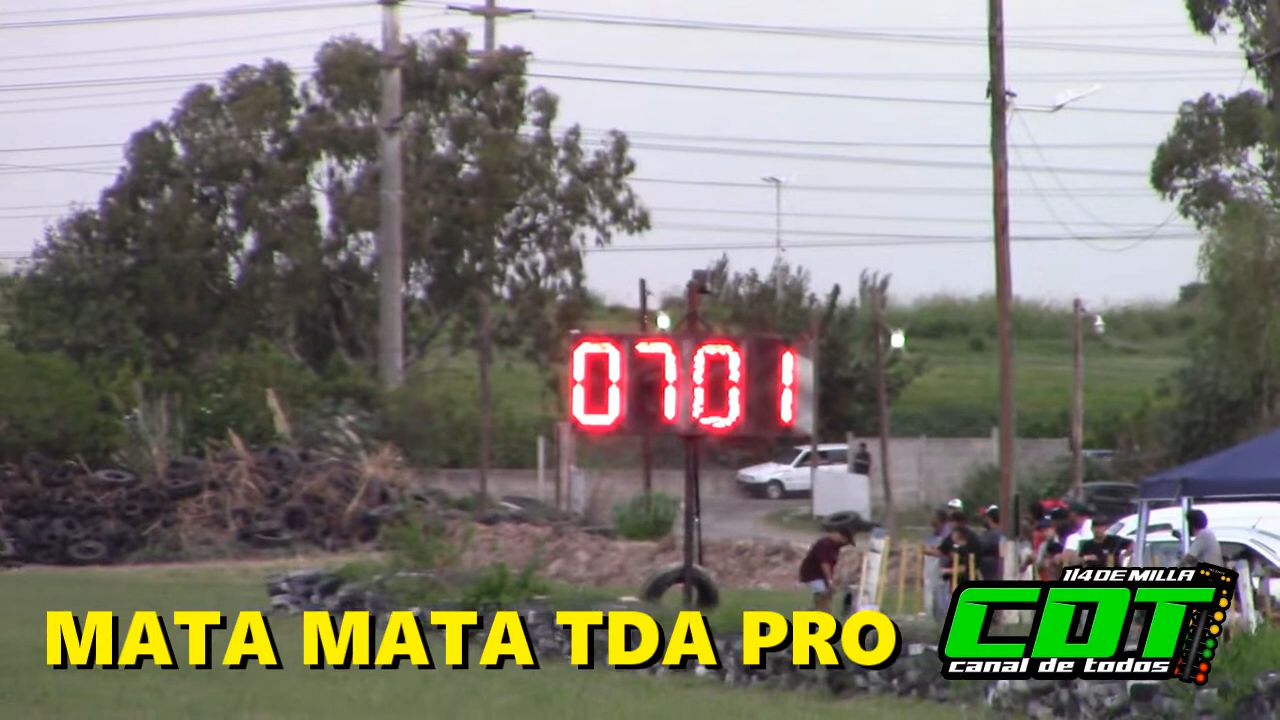 0701
MATA MATA TDA PRO
1/4 DE MILLA
CDT
canal de todos